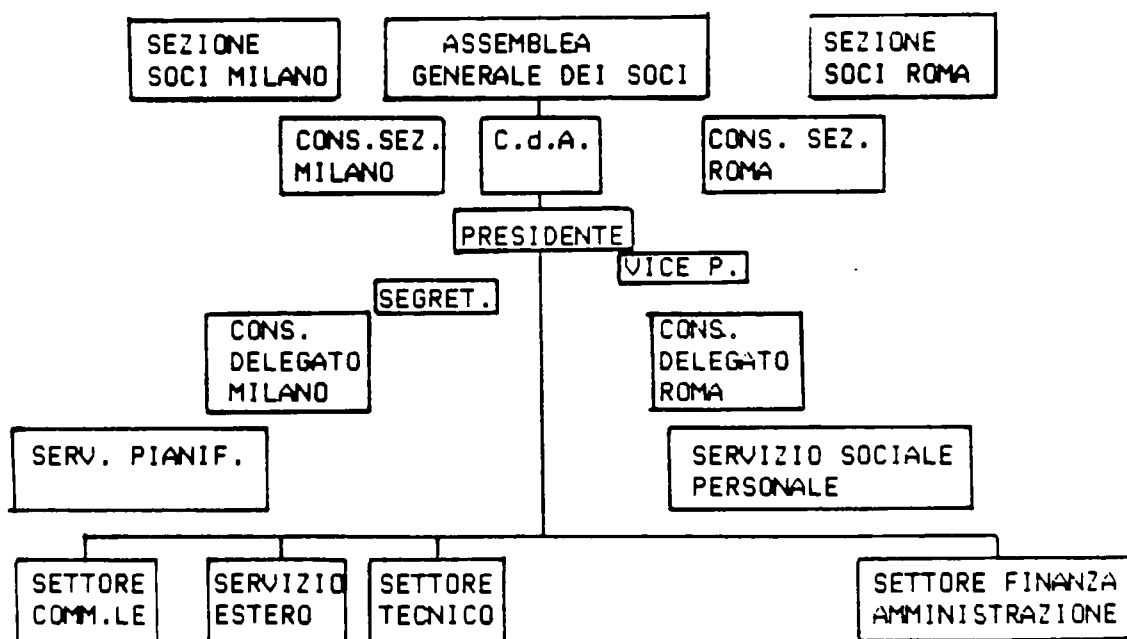 SEZIONE
SOCI MILANO
ASSEMBLEA
GENERALE DEI SOCI
SEZIONE
SOCI ROMA
CONS.SEZ.
MILANO
C.d.A.
CONS. SEZ.
ROMA
PRESIDENTE
VICE P.
SEGRET.
CONS.
DELEGATO
MILANO
CONS.
DELEGATO
ROMA
SERV. PIANIF.
SERVIZIO SOCIALE
PERSONALE
SETTORE
COMM.LE
SERVIZIO
ESTERO
SETTORE
TECNICO
SETTORE FINANZA
AMMINISTRAZIONE